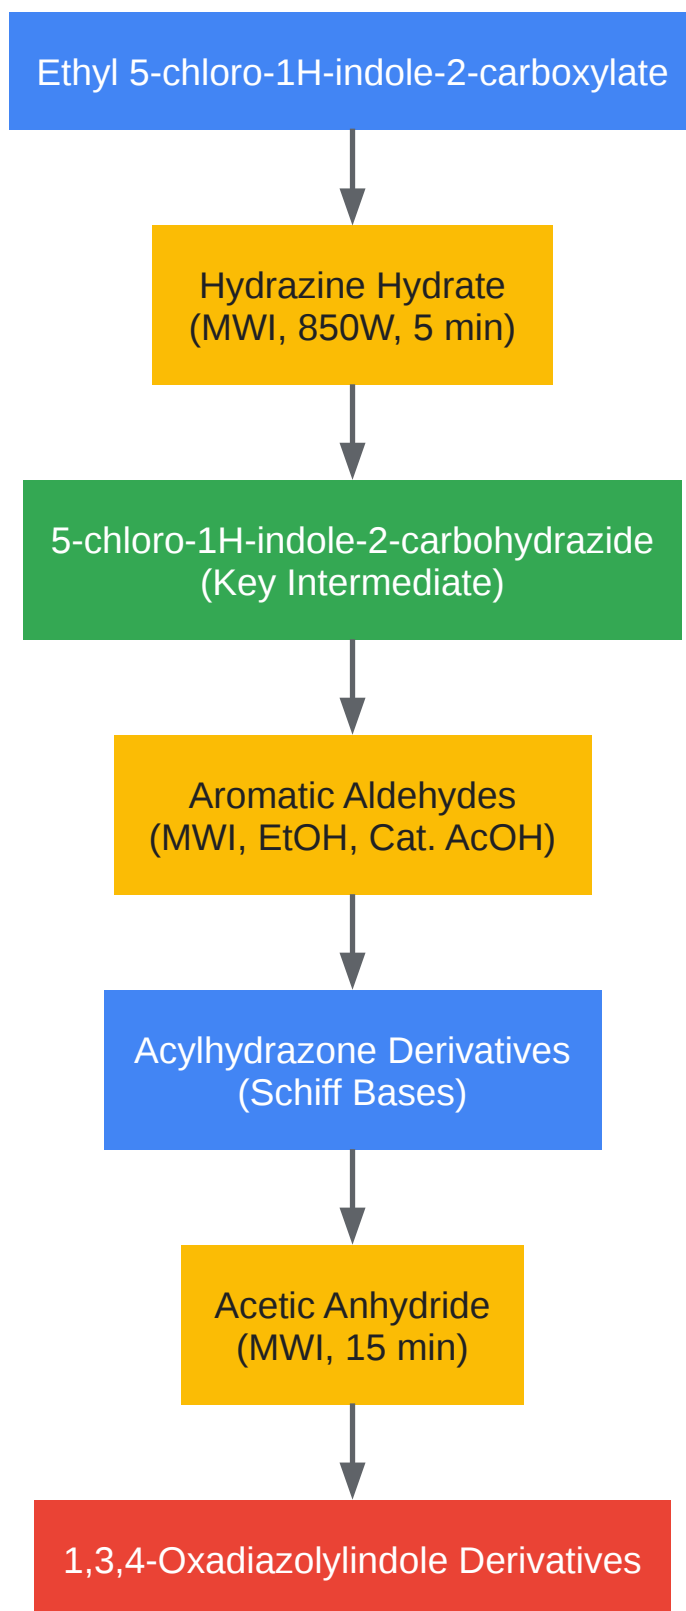 Ethyl 5-chloro-1H-indole-2-carboxylate
Hydrazine Hydrate
(MWI, 850W, 5 min)
5-chloro-1H-indole-2-carbohydrazide
(Key Intermediate)
Aromatic Aldehydes
(MWI, EtOH, Cat. AcOH)
Acylhydrazone Derivatives
(Schiff Bases)
Acetic Anhydride
(MWI, 15 min)
1,3,4-Oxadiazolylindole Derivatives